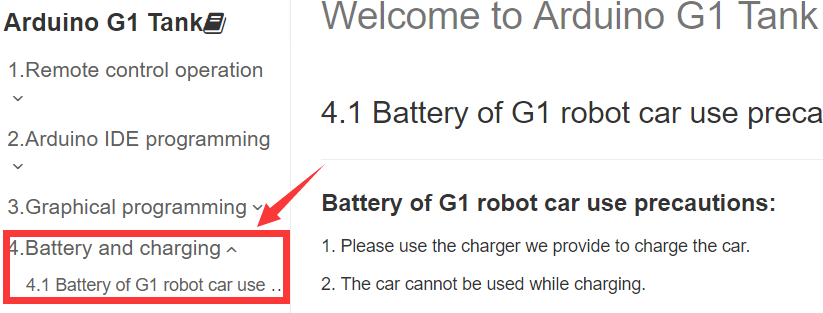 Arduino G1 Tank
1.Remote control operation
2.Arduino IDE programming
3.Graphical programming
4.Battery and charging
4.1 Battery of G1 robot car use ..
Welcome to Arduino G1 Tank
4.1 Battery of G1 robot car use preca
Battery of G1 robot car use precautions:
1. Please use the charger we provide to charge the car.
2. The car cannot be used while charging.